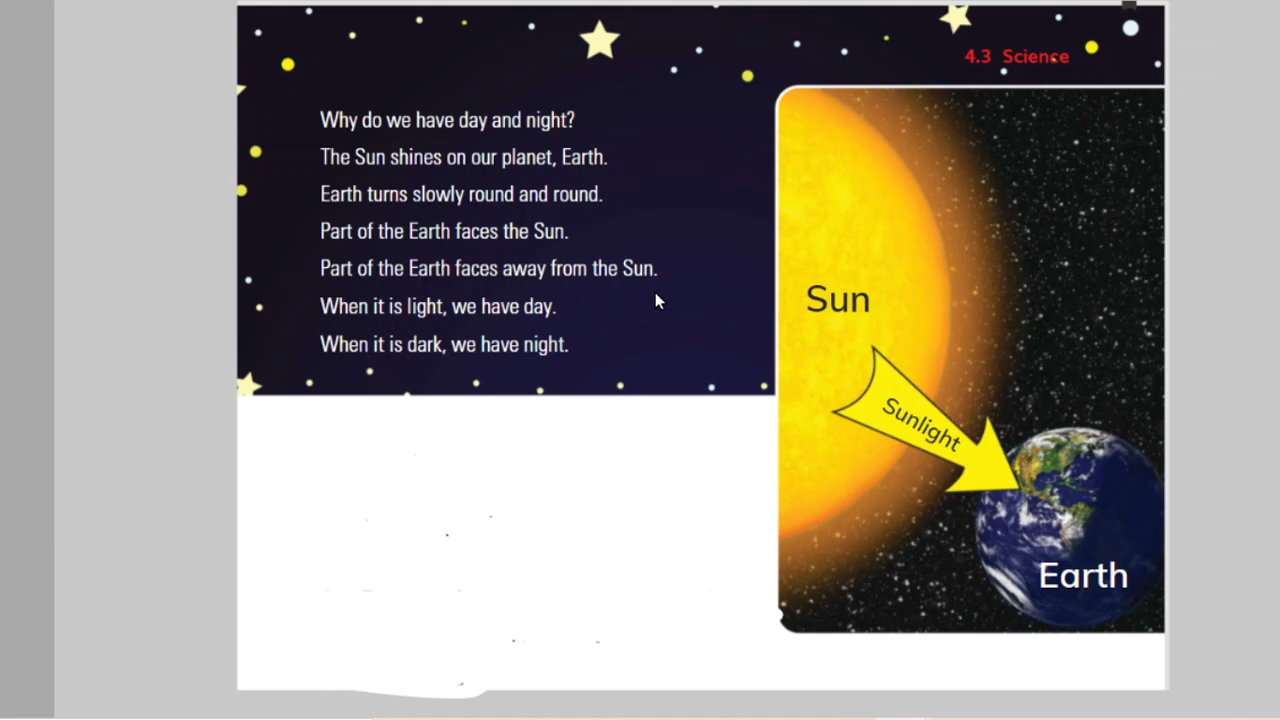 4.3 Science
Why do we have day and night?
The Sun shines on our planet, Earth.
Earth turns slowly round and round.
Part of the Earth faces the Sun.
Part of the Earth faces away from the Sun.
When it is light, we have day.
When it is dark, we have night.
Sun
Sunlight
Earth